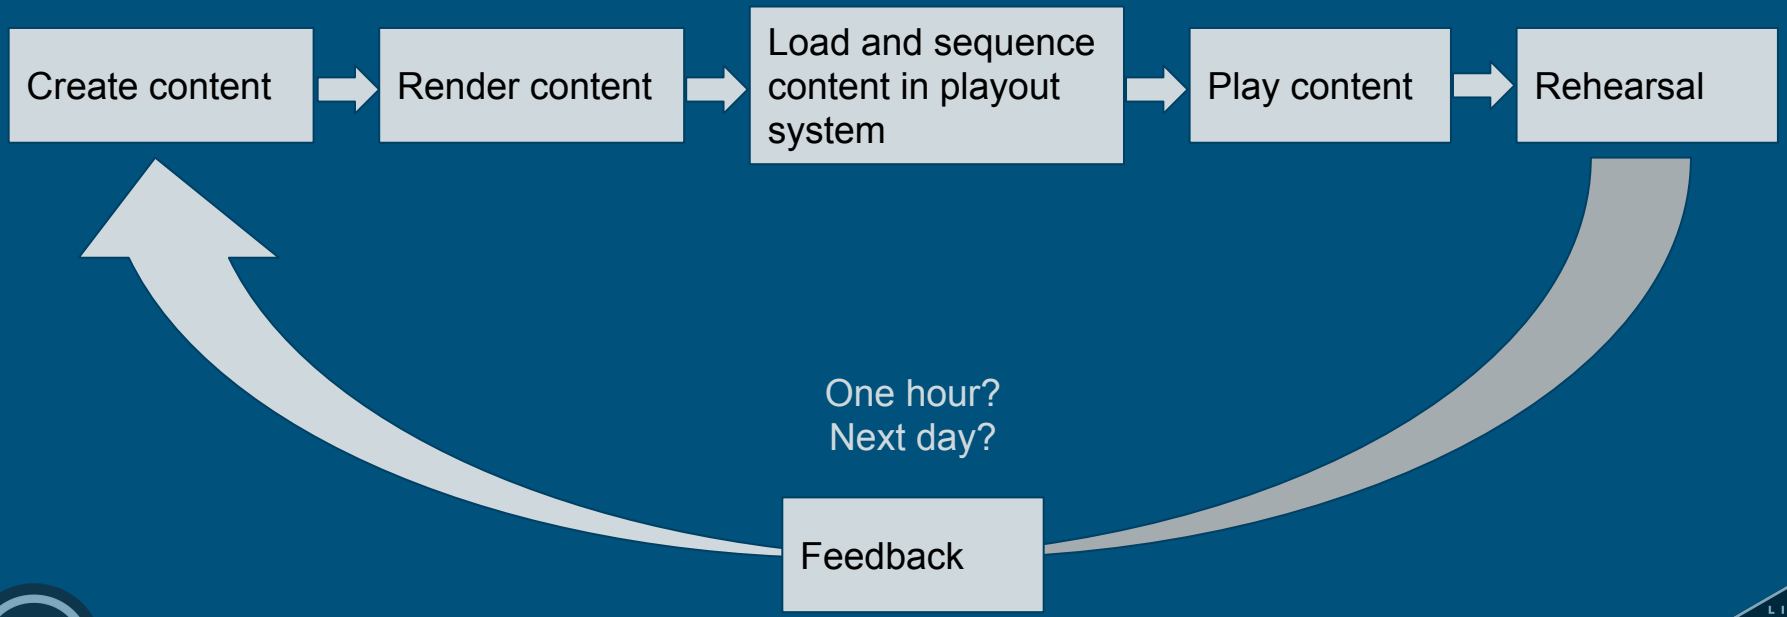 Create content
Render content
Load and sequence
content in playout
system
Play content
Rehearsal
One hour?
Next day?
Feedback
L I